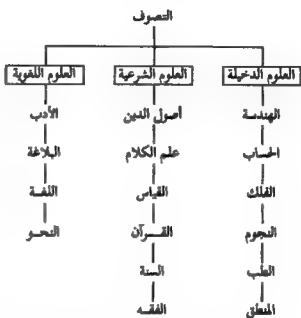 التصوف
العلوم الدخيلة العلوم الشرعية العلوم اللغوية
الهندسة أصول الدين الأدب
الحساب علم الكلام البلاغة
الفلك القياس اللغة
النجوم القرآن النحو
الطب السنة
المنطق الفقه